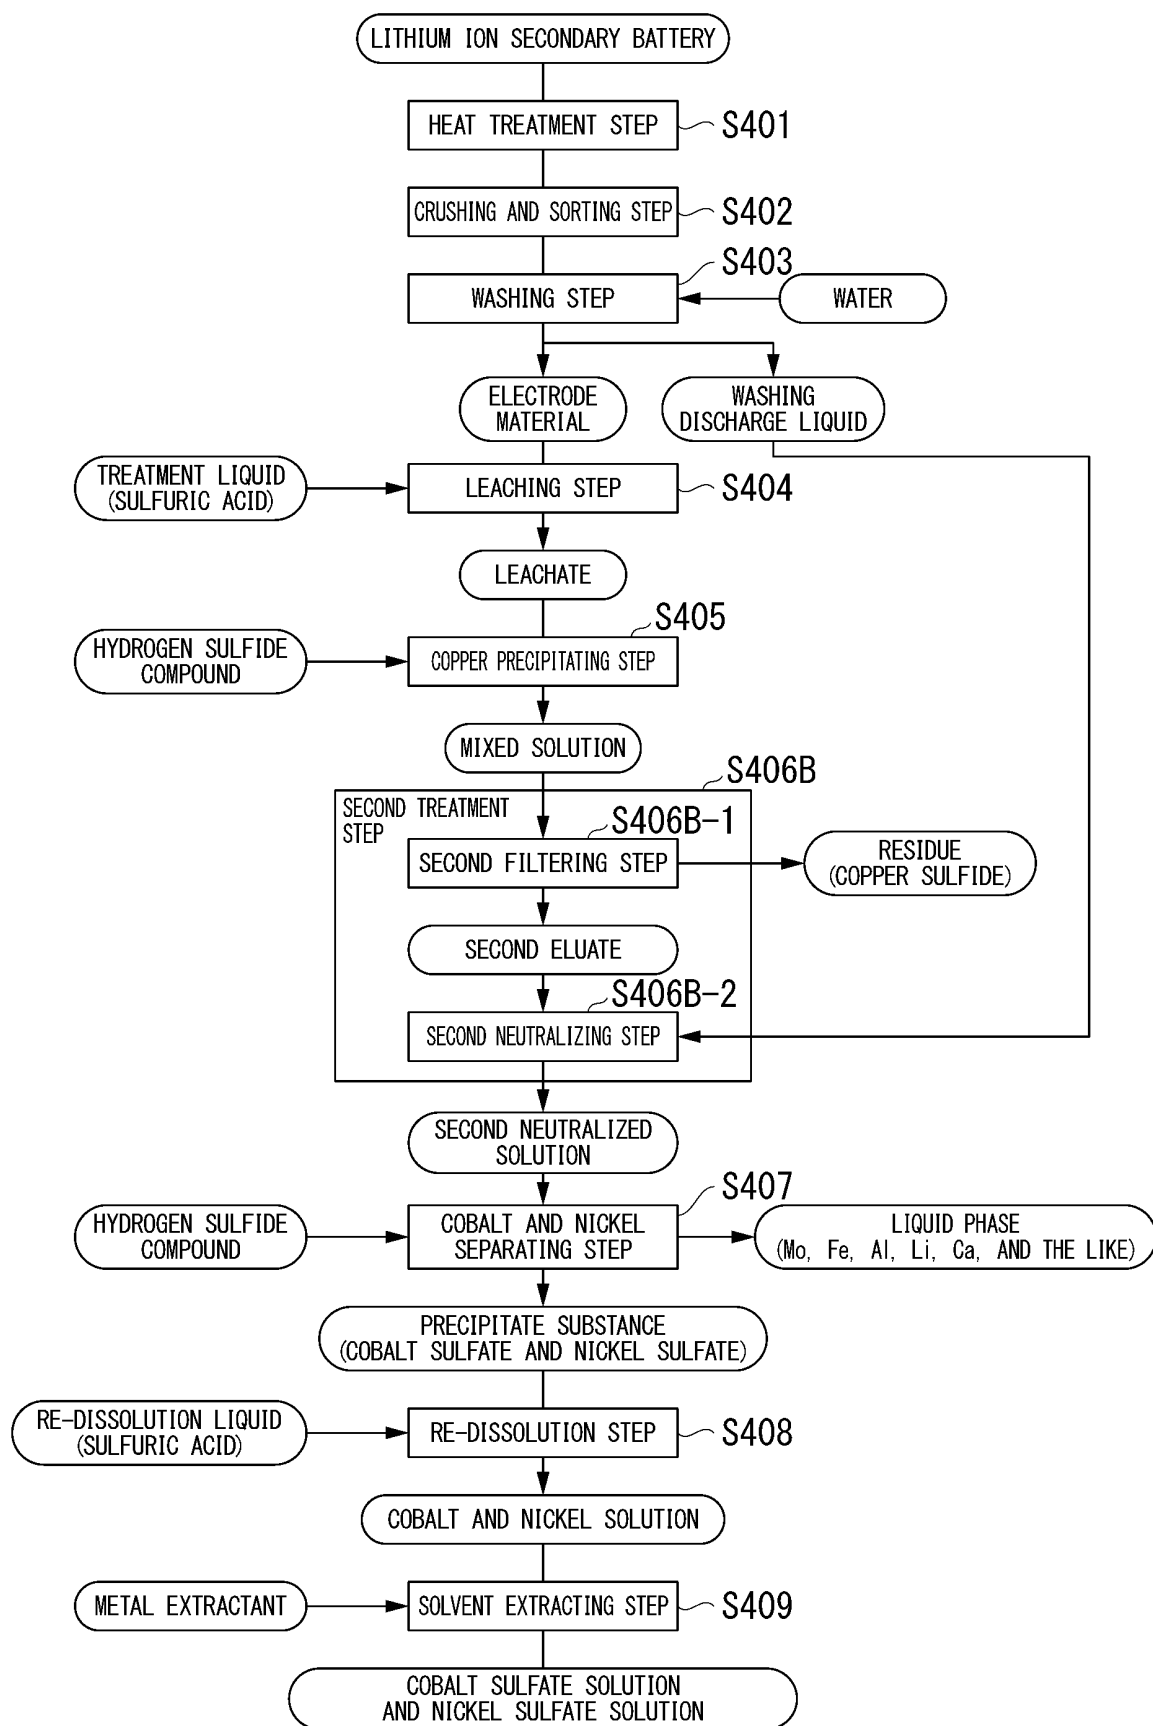 LITHIUM ION SECONDARY BATTERY
HEAT TREATMENT STEP
S401
CRUSHING AND SORTING STEP
S402
S403
WASHING STEP
WATER
ELECTRODE
MATERIAL
WASHING
DISCHARGE LIQUID
TREATMENT LIQUID
(SULFURIC ACID)
LEACHING STEP
S404
LEACHATE
S405
HYDROGEN SULFIDE
COMPOUND
COPPER PRECIPITATING STEP
MIXED SOLUTION
S406B
SECOND TREATMENT
STEP
S406B-1
SECOND FILTERING STEP
RESIDUE
(COPPER SULFIDE)
SECOND ELUATE
S406B-2
SECOND NEUTRALIZING STEP
SECOND NEUTRALIZED
SOLUTION
S407
HYDROGEN SULFIDE
COMPOUND
COBALT AND NICKEL
SEPARATING STEP
LIQUID PHASE
(Mo, Fe, Al, Li, Ca, AND THE LIKE)
PRECIPITATE SUBSTANCE
(COBALT SULFATE AND NICKEL SULFATE)
RE-DISSOLUTION LIQUID
(SULFURIC ACID)
RE-DISSOLUTION STEP
S408
COBALT AND NICKEL SOLUTION
METAL EXTRACTANT
SOLVENT EXTRACTING STEP
S409
COBALT SULFATE SOLUTION
AND NICKEL SULFATE SOLUTION